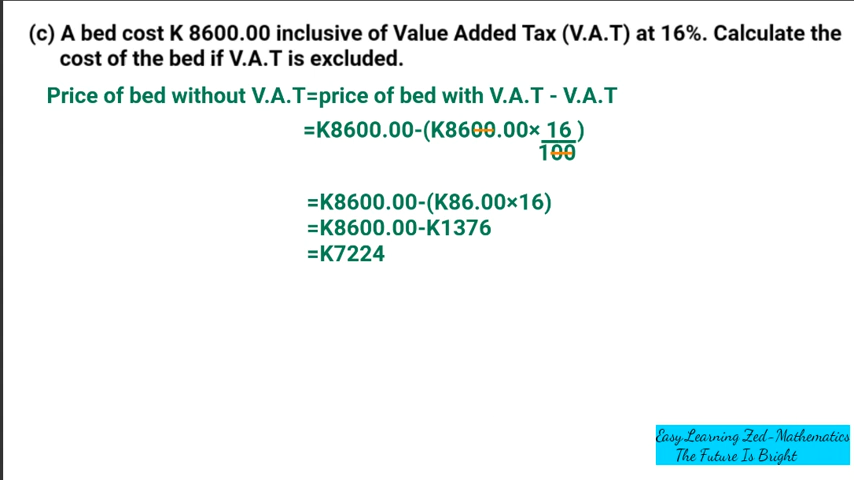 (c) A bed cost K 8600.00 inclusive of Value Added Tax (V.A.T) at 16%. Calculate the
cost of the bed if V.A.T is excluded.
Price of bed without V.A.T=price of bed with V.A.T - V.A.T
=K8600.00-(K8600.00× 16 )
100
=K8600.00-(K86.00×16)
=K8600.00-K1376
=K7224
Easy Learning Zed-Mathematics
The Future Is Bright